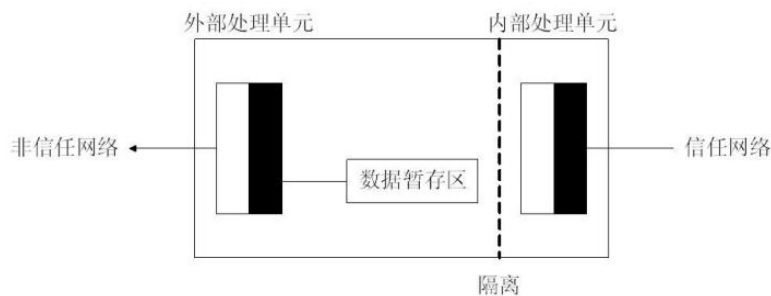 外部处理单元
内部处理单元
非信任网络
数据暂存区
信任网络
隔离